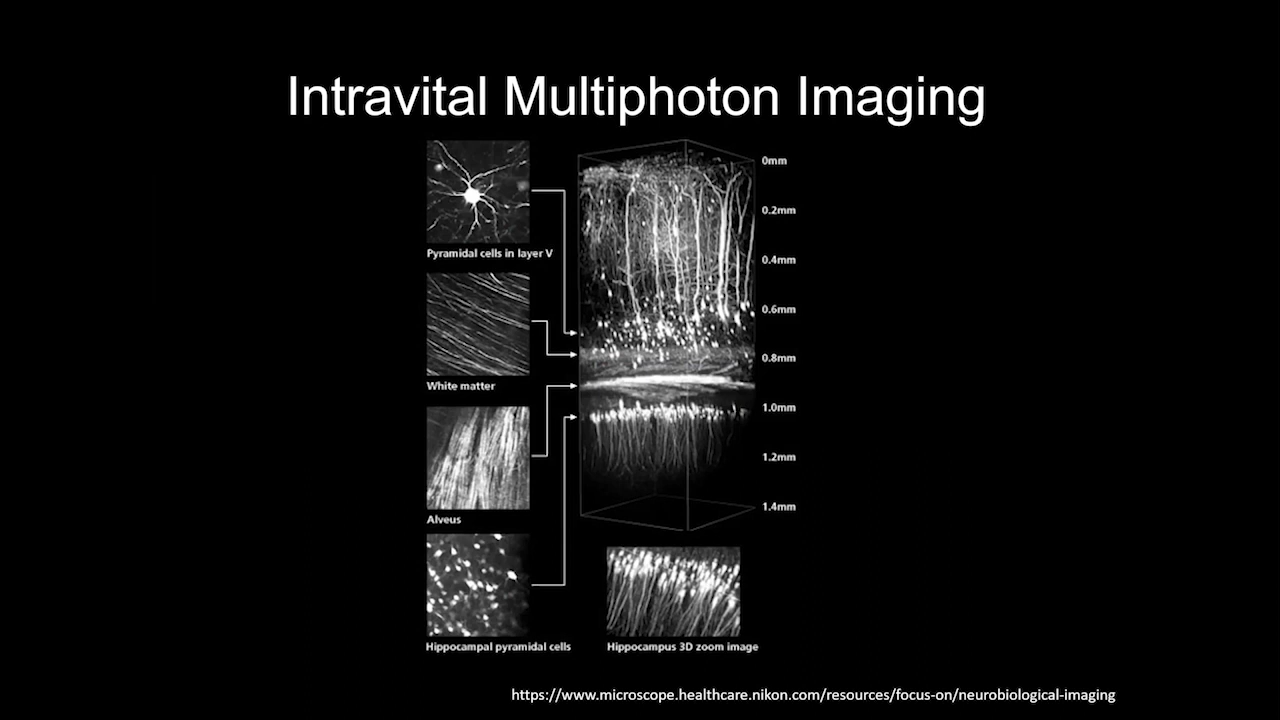 Intravital Multiphoton Imaging
Pyramidal cells in layer V
White matter
Alveus
Hippocampal pyramidal cells
0mm
0.2mm
0.4mm
0.6mm
0.8mm
1.0mm
1.2mm
1.4mm
Hippocampus 3D zoom image
https://www.microscope.healthcare.nikon.com/resources/focus-on/neurobiological-imaging